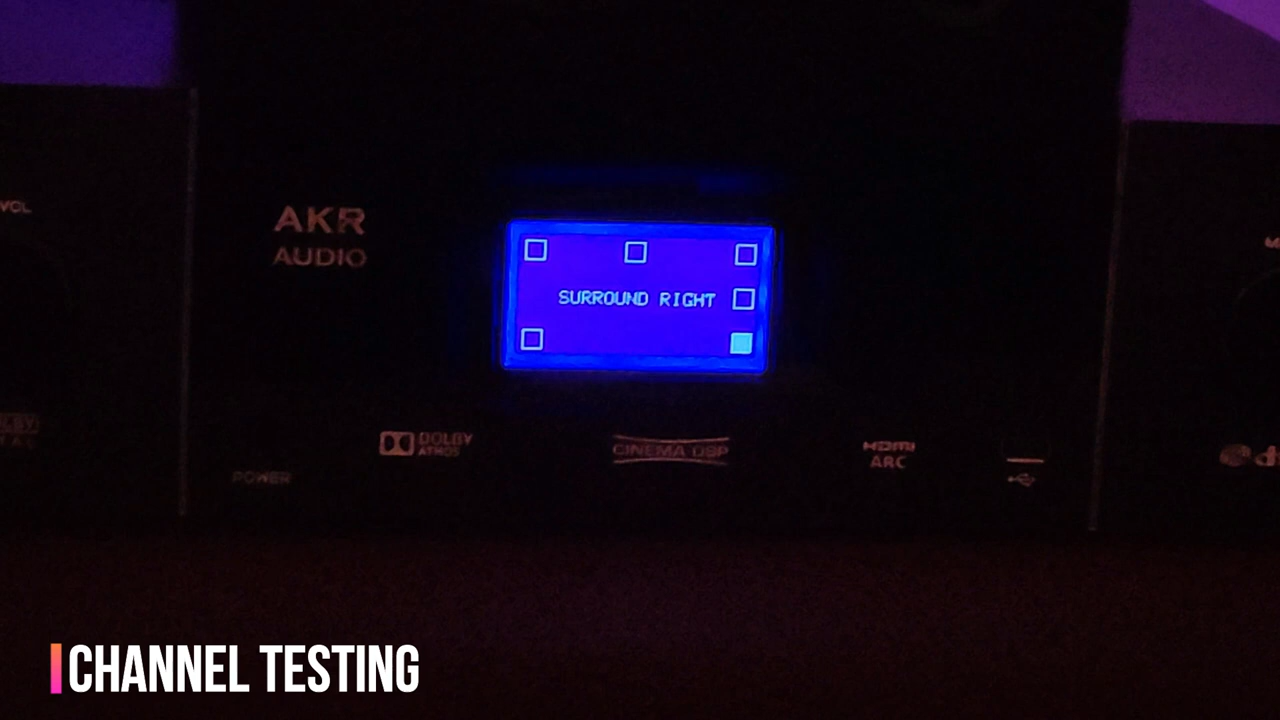 VOL
AKR
AUDIO
SURROUND RIGHT
DOLBY
ATMOS
CINEMA DSP
HDMI
ARC
POWER
CHANNEL TESTING